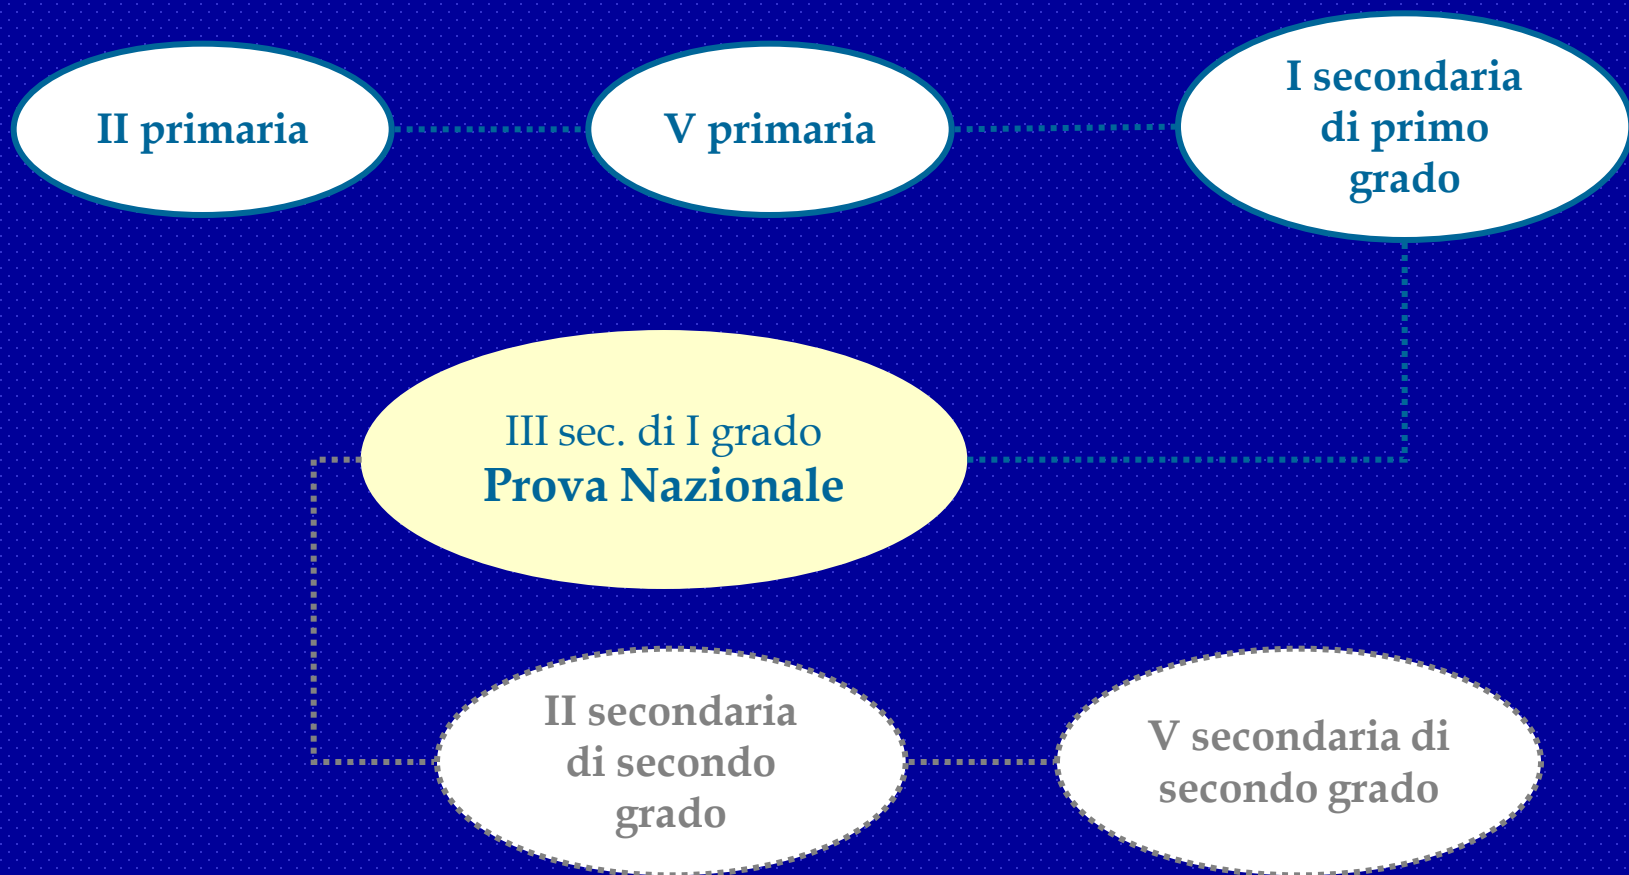 II primaria
V primaria
I secondaria
di primo
grado
III sec. di I grado
Prova Nazionale
II secondaria
di secondo
grado
V secondaria di
secondo grado